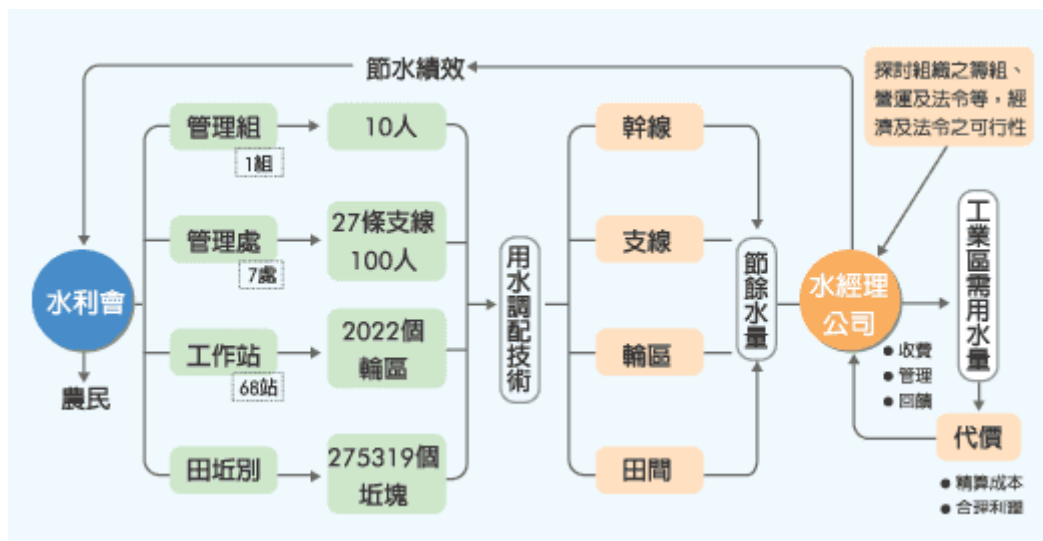 節水績效
探討組織之籌組、
營運及法令等，經
濟及法令之可行性
管理組
1組
10人
幹線
管理處
7處
27條支線
100人
支線
水利會
農民
工作站
68站
2022個
輪區
輪區
田坵別
275319個
坵塊
田間
用水調配技術
節餘水量
水經理
公司
● 收費
● 管理
● 回饋
工業區需用水量
代價
● 精算成本
● 合理利潤